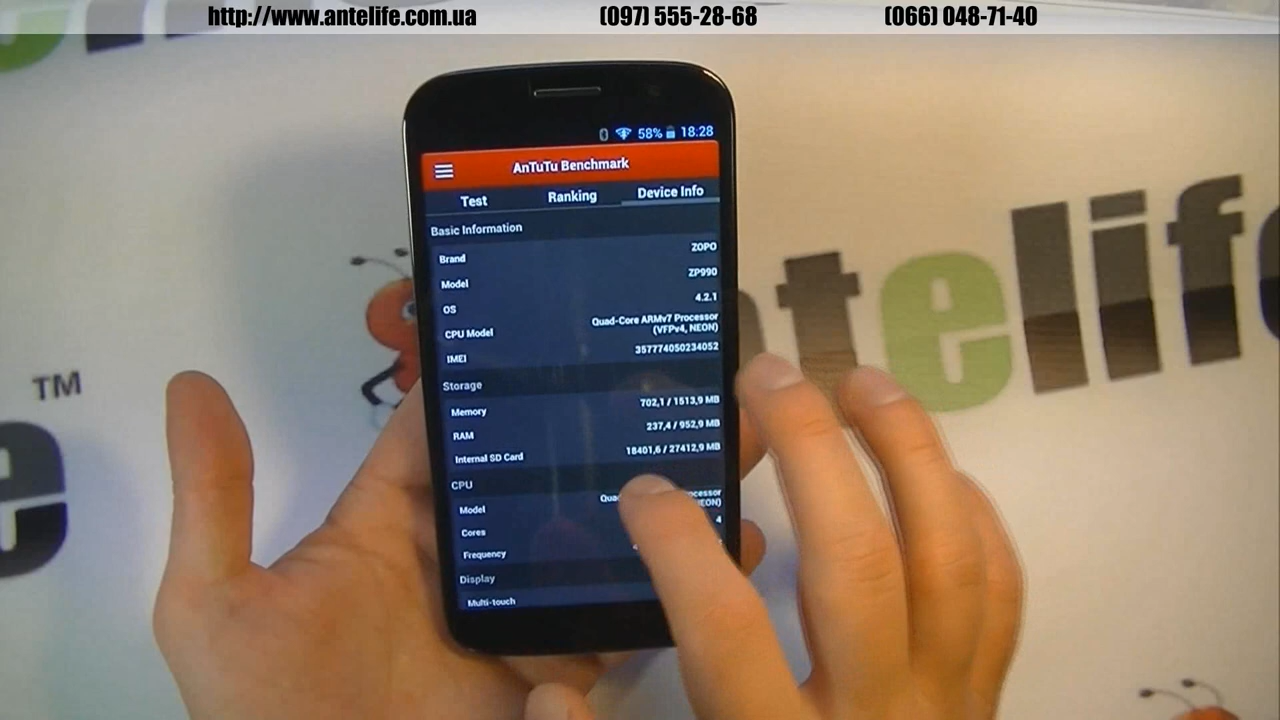 http://www.antelife.com.ua (097) 555-28-68 (066) 048-71-40
58% 18:28
AnTuTu Benchmark
Test Ranking Device Info
Basic Information
Brand ZOPO
Model ZP990
OS 4.2.1
CPU Model Quad-Core ARMv7 Processor
(VFPv4, NEON)
IMEI 357774050234052
Storage
Memory 702,1 / 1513,9 MB
RAM 237,4 / 952,9 MB
Internal SD Card 18401,6 / 27412,9 MB
CPU
Model
Cores 4
Frequency
Display
Multi-touch
TM
e
ntelife